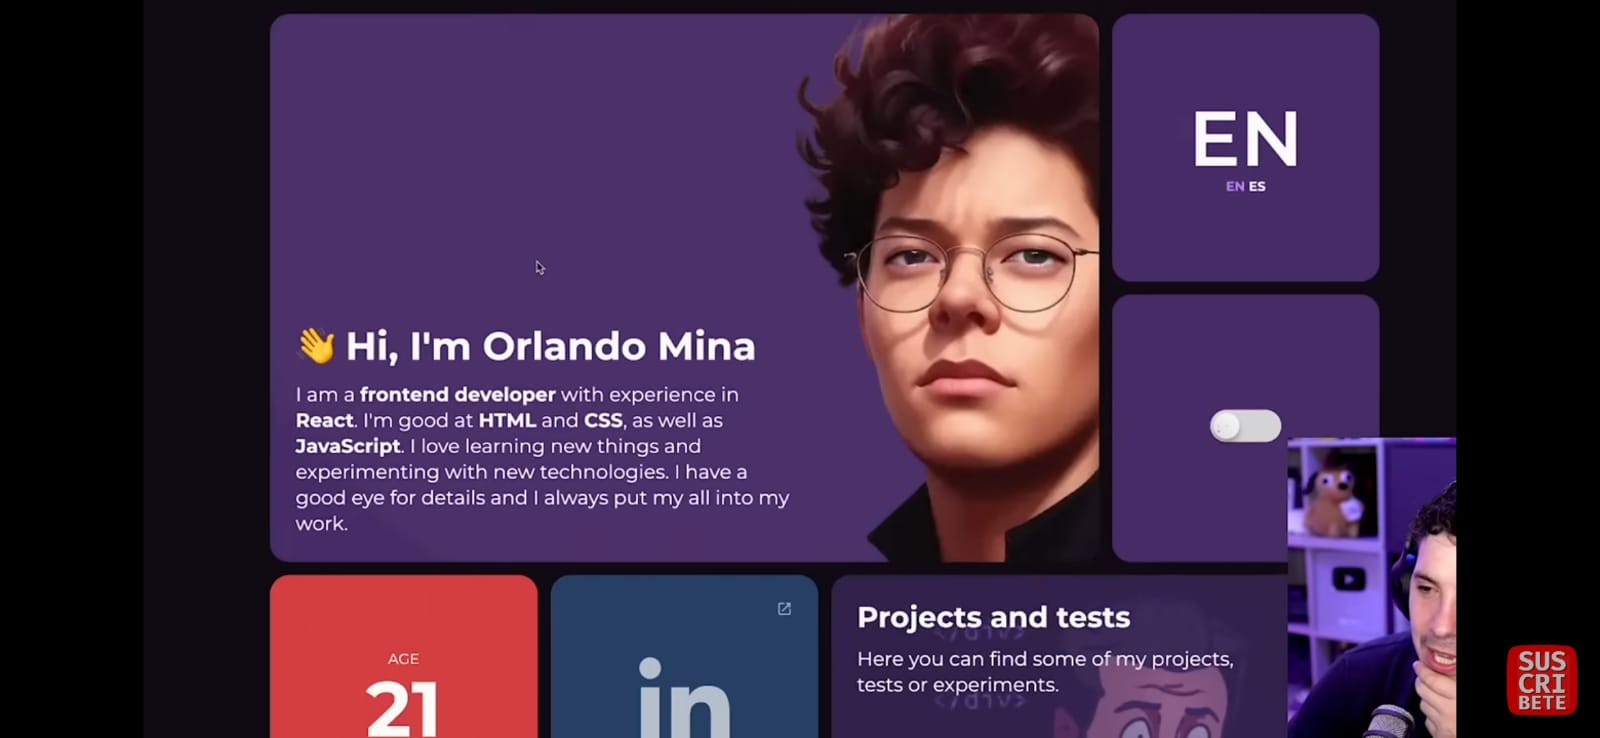 EN
EN ES
👋 Hi, I'm Orlando Mina
I am a frontend developer with experience in
React. I'm good at HTML and CSS, as well as
JavaScript. I love learning new things and
experimenting with new technologies. I have a
good eye for details and I always put my all into my
work.
AGE
21
in
Projects and tests
Here you can find some of my projects,
tests or experiments.
SUS
CRI
BETE